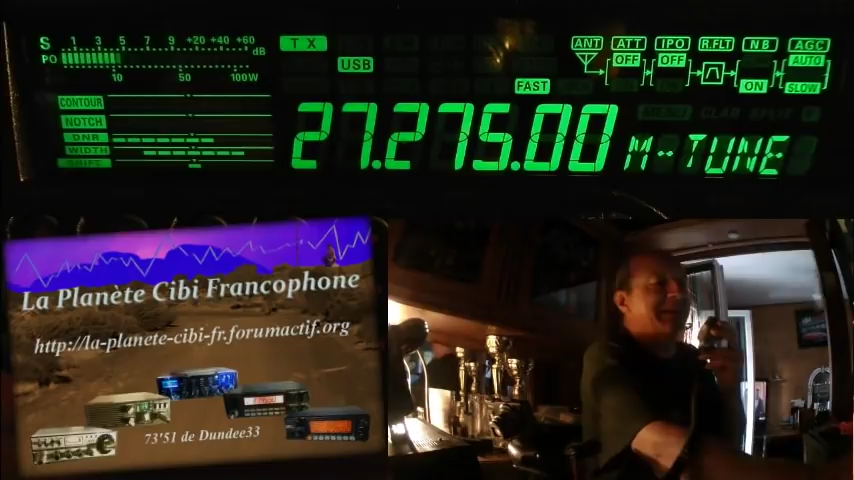 S 1 3 5 7 9 +20 +40 +60 dB
PO 10 50 100W
TX
USB
FAST
ANT ATT IPO R.FLT NB AGC
OFF OFF AUTO
ON SLOW
CONTOUR
NOTCH
DNR
WIDTH
SHIFT
27.275.00 M-TUNE
La Planète Cibi Francophone
http://la-planete-cibi-fr.forumactif.org
73'51 de Dundee33